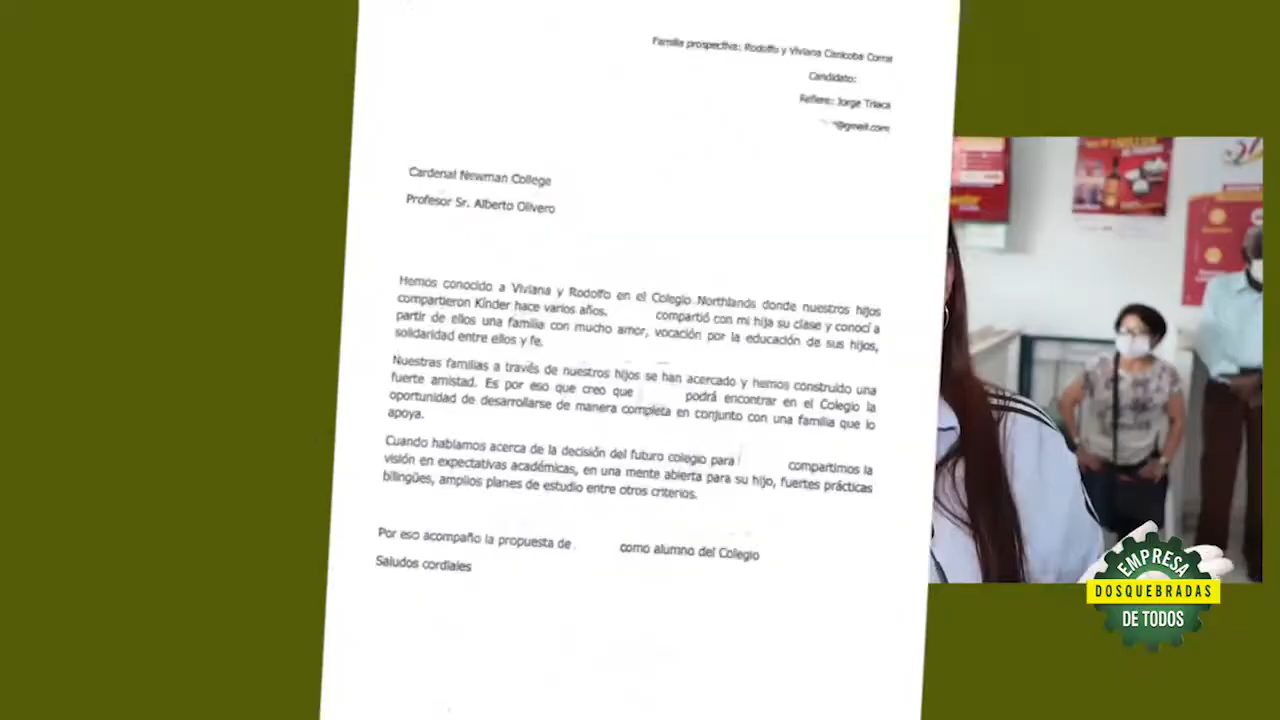 Familia prospectiva: Rodolfo y Viviana Canicoba Corral
Candidato:
Refiere: Jorge Triaca
@gmail.com
Cardenal Newman College
Profesor Sr. Alberto Olivero
Hemos conocido a Viviana y Rodolfo en el Colegio Northlands donde nuestros hijos
compartieron Kinder hace varios años. compartió con mi hija su clase y conocí a
partir de ellos una familia con mucho amor, vocación por la educación de sus hijos,
solidaridad entre ellos y fe.
Nuestras familias a través de nuestros hijos se han acercado y hemos construido una
fuerte amistad. Es por eso que creo que podrá encontrar en el Colegio la
oportunidad de desarrollarse de manera completa en conjunto con una familia que lo
apoya.
Cuando hablamos acerca de la decisión del futuro colegio para compartimos la
visión en expectativas académicas, en una mente abierta para su hijo, fuertes prácticas
bilingües, amplios planes de estudio entre otros criterios.
Por eso acompaño la propuesta de como alumno del Colegio
Saludos cordiales
EMPRESA
DOSQUEBRADAS
DE TODOS